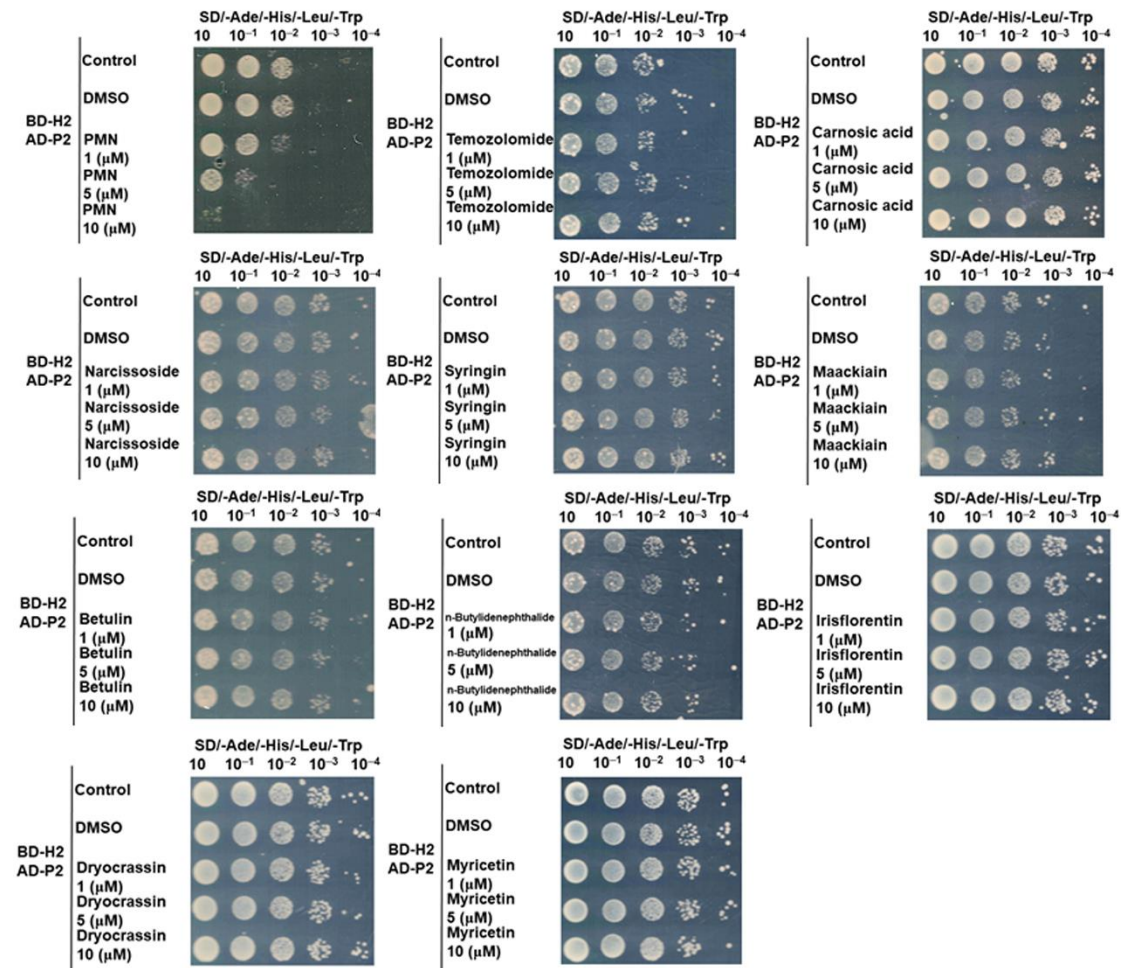 SD/-Ade/-His/-Leu/-Trp
10 10⁻¹ 10⁻² 10⁻³ 10⁻⁴
BD-H2
AD-P2
Control
DMSO
PMN
1 (μM)
PMN
5 (μM)
PMN
10 (μM)
SD/-Ade/-His/-Leu/-Trp
10 10⁻¹ 10⁻² 10⁻³ 10⁻⁴
BD-H2
AD-P2
Control
DMSO
Temozolomide
1 (μM)
Temozolomide
5 (μM)
Temozolomide
10 (μM)
SD/-Ade/-His/-Leu/-Trp
10 10⁻¹ 10⁻² 10⁻³ 10⁻⁴
BD-H2
AD-P2
Control
DMSO
Carnosic acid
1 (μM)
Carnosic acid
5 (μM)
Carnosic acid
10 (μM)
SD/-Ade/-His/-Leu/-Trp
10 10⁻¹ 10⁻² 10⁻³ 10⁻⁴
BD-H2
AD-P2
Control
DMSO
Narcissoside
1 (μM)
Narcissoside
5 (μM)
Narcissoside
10 (μM)
SD/-Ade/-His/-Leu/-Trp
10 10⁻¹ 10⁻² 10⁻³ 10⁻⁴
BD-H2
AD-P2
Control
DMSO
Syringin
1 (μM)
Syringin
5 (μM)
Syringin
10 (μM)
SD/-Ade/-His/-Leu/-Trp
10 10⁻¹ 10⁻² 10⁻³ 10⁻⁴
BD-H2
AD-P2
Control
DMSO
Maackiain
1 (μM)
Maackiain
5 (μM)
Maackiain
10 (μM)
SD/-Ade/-His/-Leu/-Trp
10 10⁻¹ 10⁻² 10⁻³ 10⁻⁴
BD-H2
AD-P2
Control
DMSO
Betulin
1 (μM)
Betulin
5 (μM)
Betulin
10 (μM)
SD/-Ade/-His/-Leu/-Trp
10 10⁻¹ 10⁻² 10⁻³ 10⁻⁴
BD-H2
AD-P2
Control
DMSO
n-Butylidenephthalide
1 (μM)
n-Butylidenephthalide
5 (μM)
n-Butylidenephthalide
10 (μM)
SD/-Ade/-His/-Leu/-Trp
10 10⁻¹ 10⁻² 10⁻³ 10⁻⁴
BD-H2
AD-P2
Control
DMSO
Irisflorentin
1 (μM)
Irisflorentin
5 (μM)
Irisflorentin
10 (μM)
SD/-Ade/-His/-Leu/-Trp
10 10⁻¹ 10⁻² 10⁻³ 10⁻⁴
BD-H2
AD-P2
Control
DMSO
Dryocrassin
1 (μM)
Dryocrassin
5 (μM)
Dryocrassin
10 (μM)
SD/-Ade/-His/-Leu/-Trp
10 10⁻¹ 10⁻² 10⁻³ 10⁻⁴
BD-H2
AD-P2
Control
DMSO
Myricetin
1 (μM)
Myricetin
5 (μM)
Myricetin
10 (μM)